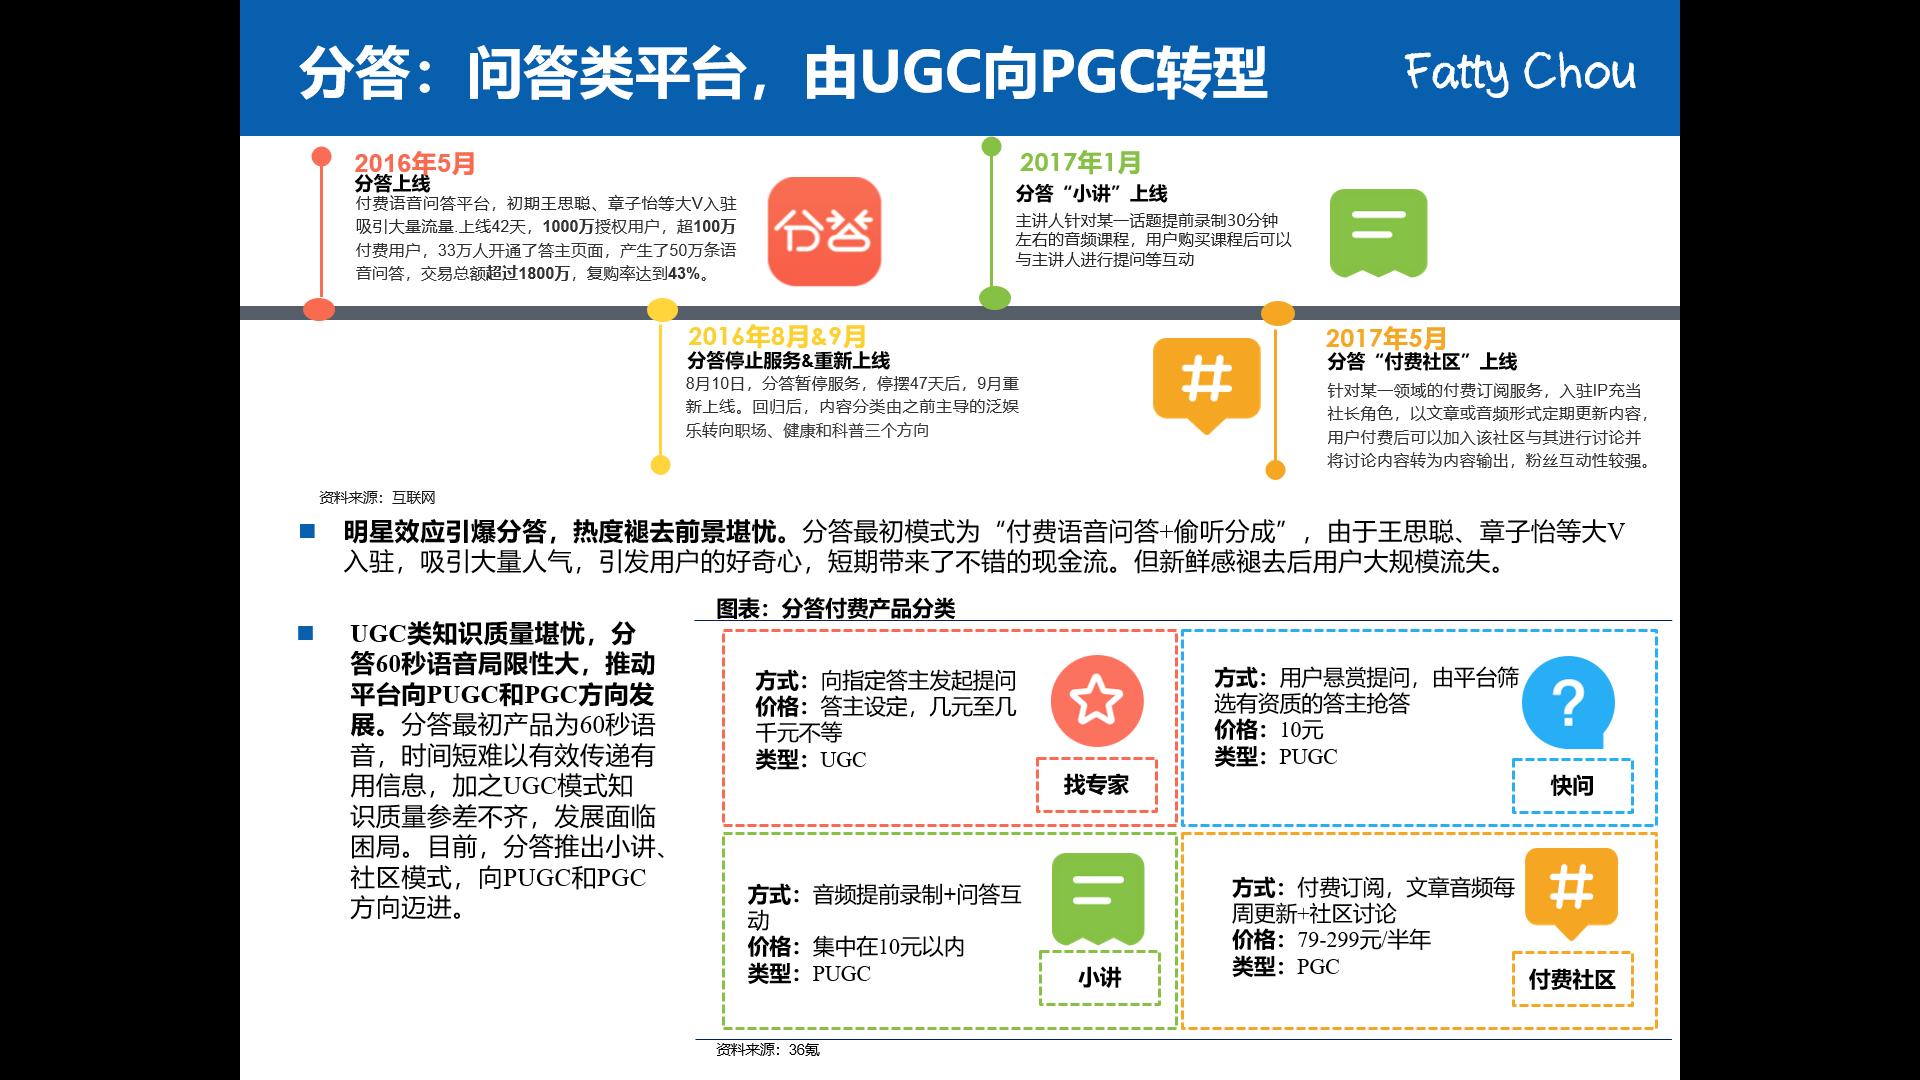 分答：问答类平台，由UGC向PGC转型
Fatty Chou
2016年5月
分答上线
付费语音问答平台，初期王思聪、章子怡等大V入驻
吸引大量流量.上线42天，1000万授权用户，超100万
付费用户，33万人开通了答主页面，产生了50万条语
音问答，交易总额超过1800万，复购率达到43%。
分答
2017年1月
分答“小讲”上线
主讲人针对某一话题提前录制30分钟
左右的音频课程，用户购买课程后可以
与主讲人进行提问等互动
2016年8月&9月
分答停止服务&重新上线
8月10日，分答暂停服务，停摆47天后，9月重
新上线。回归后，内容分类由之前主导的泛娱
乐转向职场、健康和科普三个方向
#
2017年5月
分答“付费社区”上线
针对某一领域的付费订阅服务，入驻IP充当
社长角色，以文章或音频形式定期更新内容，
用户付费后可以加入该社区与其进行讨论并
将讨论内容转为内容输出，粉丝互动性较强。
资料来源：互联网
明星效应引爆分答，热度褪去前景堪忧。分答最初模式为“付费语音问答+偷听分成”，由于王思聪、章子怡等大V
入驻，吸引大量人气，引发用户的好奇心，短期带来了不错的现金流。但新鲜感褪去后用户大规模流失。
UGC类知识质量堪忧，分
答60秒语音局限性大，推动
平台向PUGC和PGC方向发
展。分答最初产品为60秒语
音，时间短难以有效传递有
用信息，加之UGC模式知
识质量参差不齐，发展面临
困局。目前，分答推出小讲、
社区模式，向PUGC和PGC
方向迈进。
图表：分答付费产品分类
方式：向指定答主发起提问
价格：答主设定，几元至几
千元不等
类型：UGC
找专家
方式：用户悬赏提问，由平台筛
选有资质的答主抢答
价格：10元
类型：PUGC
?
快问
方式：音频提前录制+问答互
动
价格：集中在10元以内
类型：PUGC
小讲
方式：付费订阅，文章音频每
周更新+社区讨论
价格：79-299元/半年
类型：PGC
#
付费社区
资料来源：36氪